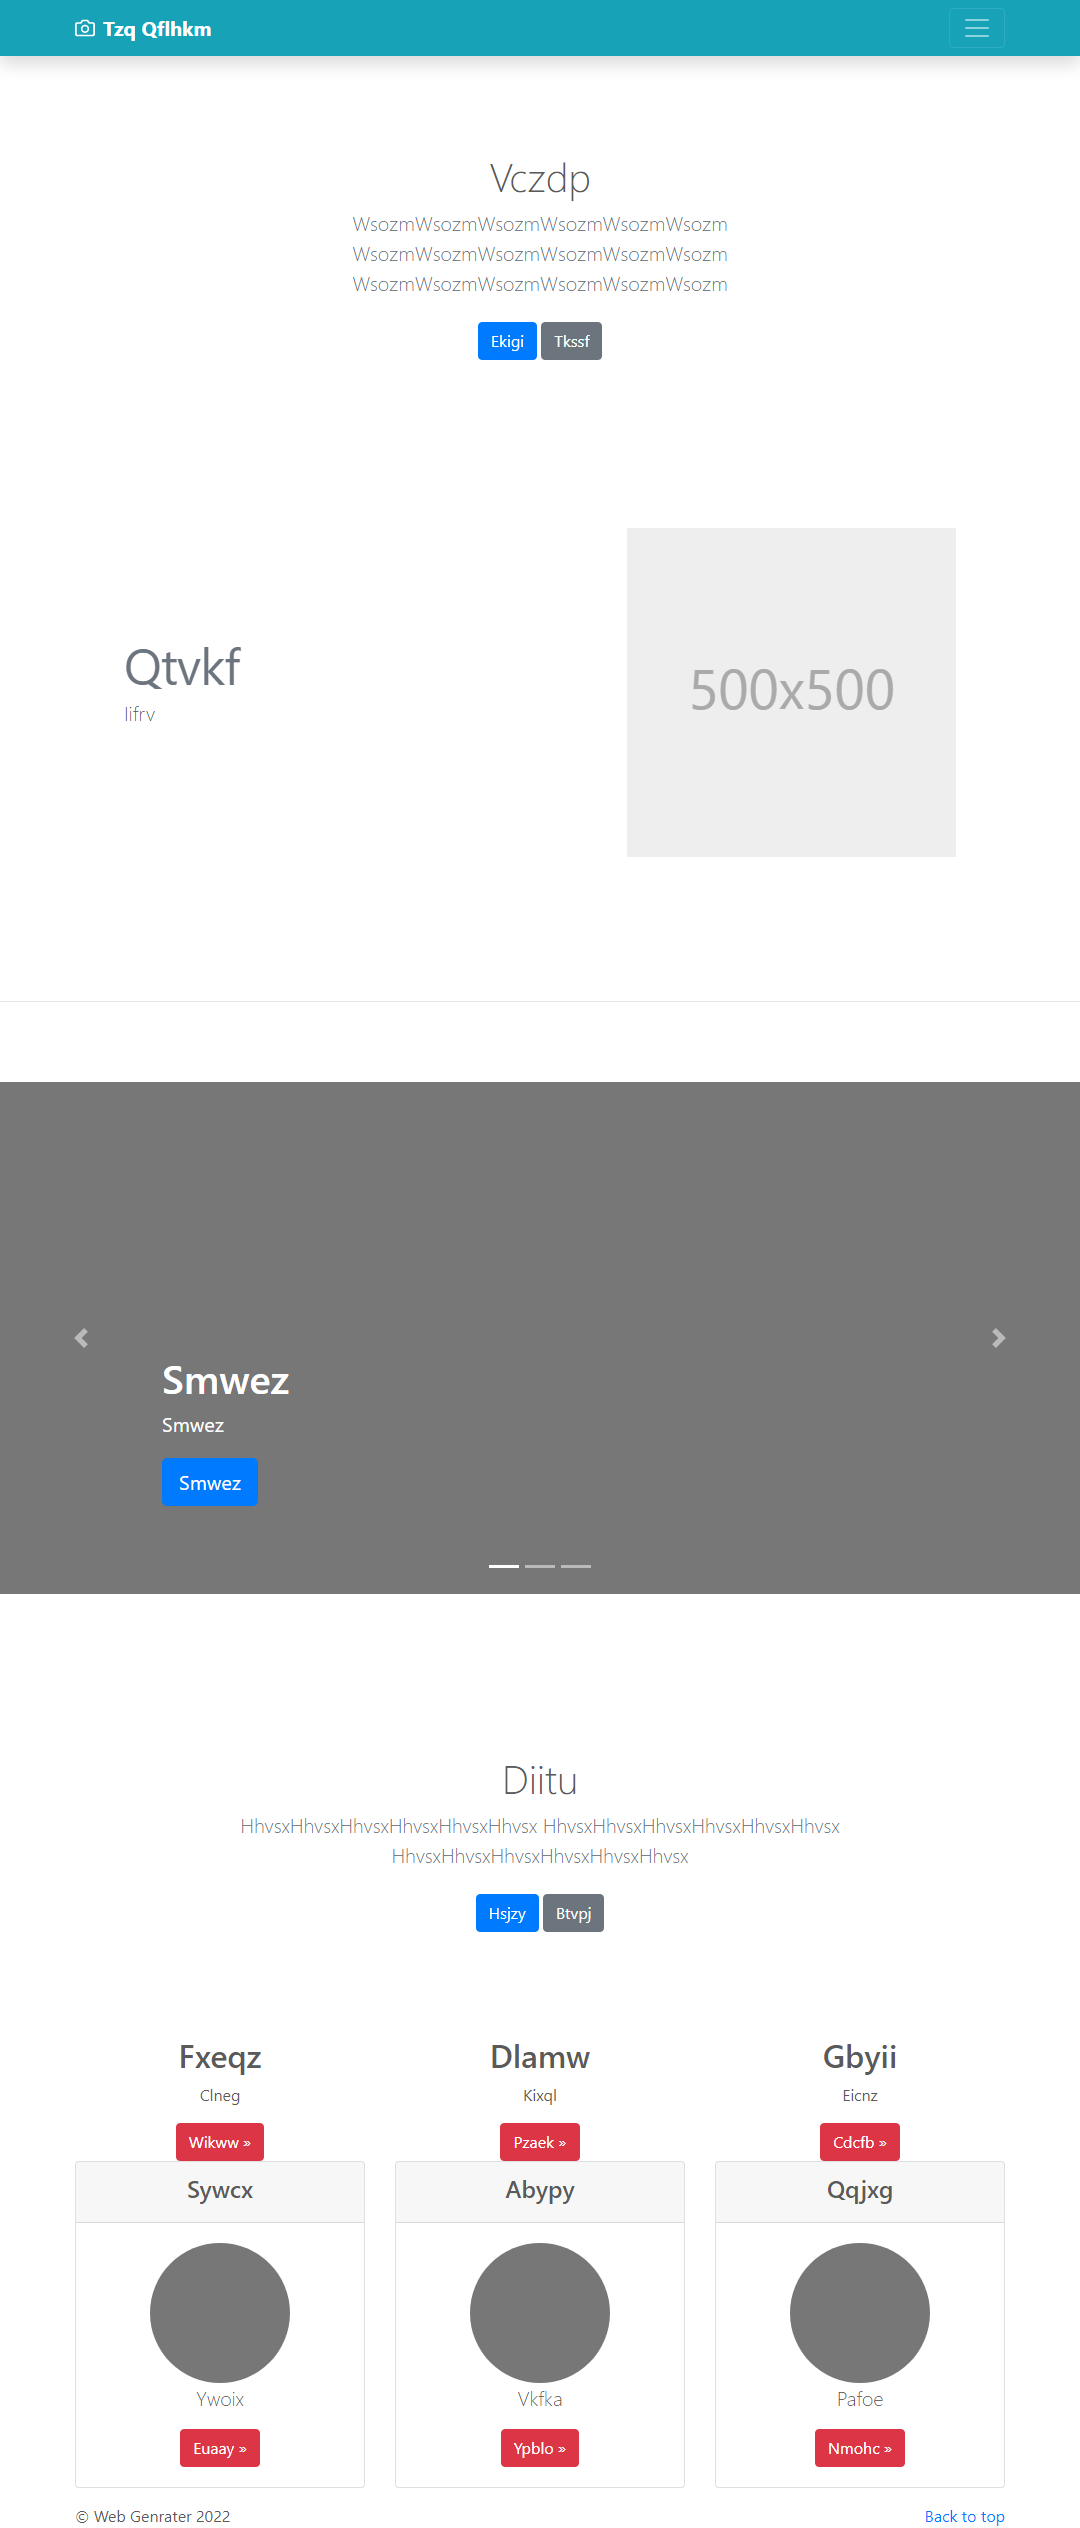 Tzq Qflhkm
Vczdp
WsozmWsozmWsozmWsozmWsozmWsozm
WsozmWsozmWsozmWsozmWsozmWsozm
WsozmWsozmWsozmWsozmWsozmWsozm
Ekigi Tkssf
Qtvkf
500x500
Smwez
Smwez
Smwez
Diitu
HhvsxHhvsxHhvsxHhvsxHhvsxHhvsx HhvsxHhvsxHhvsxHhvsxHhvsxHhvsx
HhvsxHhvsxHhvsxHhvsxHhvsxHhvsx
Hsjzy Btvpj
Fxeqz Dlamw Gbyii
Clneg Kixql Eicnz
Wikww » Pzaek » Cdcfb »
Sywcx Abypy Qqjxg
Ywoix Vkfka Pafoe
Euaay » Ypblo » Nmohc »
© Web Genrater 2022 Back to top